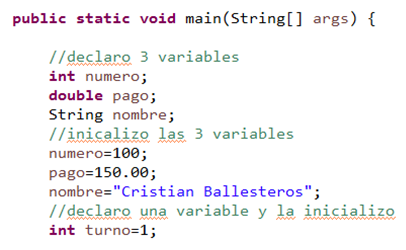 public static void main(String[] args) {
//declaro 3 variables
int numero;
double pago;
String nombre;
//inicalizo las 3 variables
numero=100;
pago=150.00;
nombre="Cristian Ballesteros";
//declaro una variable y la inicializo
int turno=1;